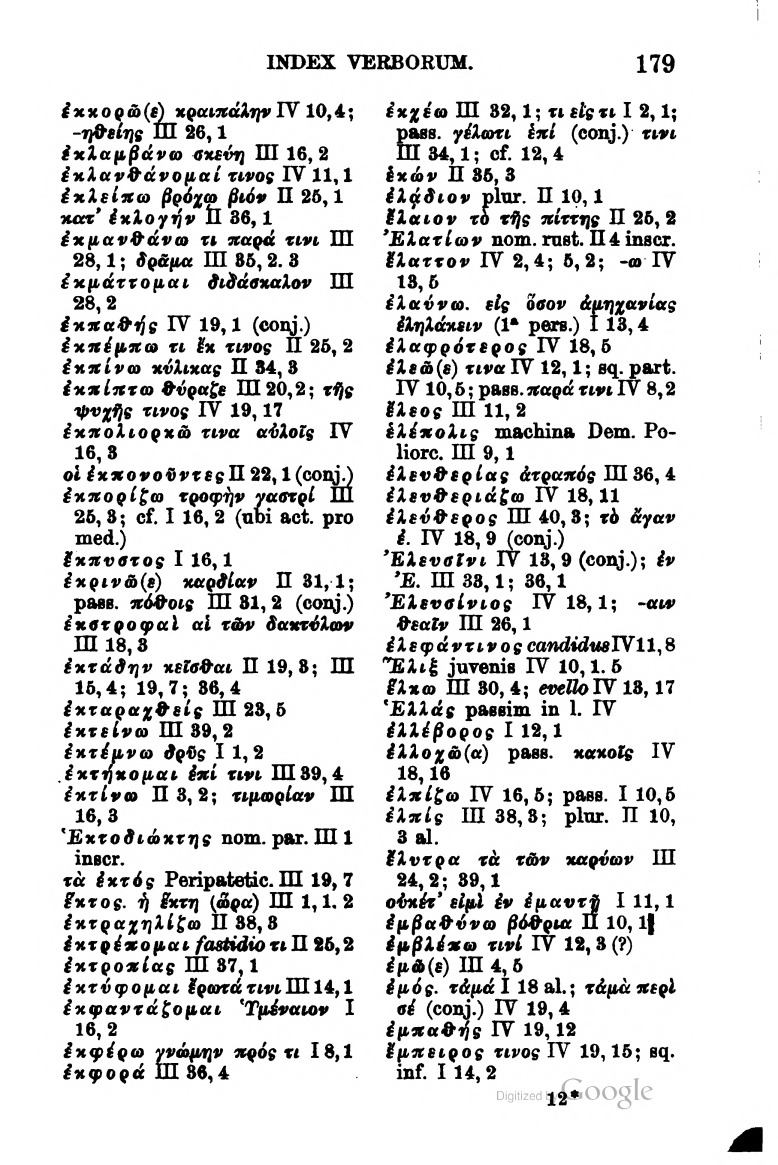 INDEX VERBORUM. 179
ἐκκορῶ(ε) κραιπάλην IV 10, 4;
-ηθείης III 26, 1
ἐκλαμβάνω σκεύη III 16, 2
ἐκλανθάνομαί τινος IV 11, 1
ἐκλείπω βρόχῳ βιόν II 25, 1
κατ’ ἐκλογήν II 36, 1
ἐκμανθάνω τι παρά τινι III
28, 1; δρᾶμα III 35, 2. 3
ἐκμάττομαι διδάσκαλον III
28, 2
ἐκπαθής IV 19, 1 (conj.)
ἐκπέμπω τι ἔκ τινος II 25, 2
ἐκπίνω κύλικας II 34, 3
ἐκπίπτω θύραζε III 20, 2; τῆς
ψυχῆς τινος IV 19, 17
ἐκπολιορκῶ τινα αὐλοῖς IV
16, 3
οἱ ἐκπονοῦντες II 22, 1 (conj.)
ἐκπορίζω τροφὴν γαστρί III
25, 3; cf. I 16, 2 (ubi act. pro
med.)
ἔκπυστος I 16, 1
ἐκρινῶ(ε) καρδίαν II 31, 1;
pass. πόθοις III 31, 2 (conj.)
ἐκστροφαὶ αἱ τῶν δακτύλων
III 18, 3
ἐκτάδην κεῖσθαι II 19, 3; III
15, 4; 19, 7; 36, 4
ἐκταραχθείς III 23, 5
ἐκτείνω III 39, 2
ἐκτέμνω δρῦς I 1, 2
ἐκτήκομαι ἐπί τινι III 39, 4
ἐκτίνω II 3, 2; τιμωρίαν III
16, 3
Ἑκτοδιώκτης nom. par. III 1
inscr.
τὰ ἐκτός Peripatetic. III 19, 7
ἕκτος. ἡ ἕκτη (ὥρα) III 1, 1. 2
ἐκτραχηλίζω II 38, 3
ἐκτρέπομαι fastidio τι II 25, 2
ἐκτροπίας III 37, 1
ἐκτύφομαι ἔρωτά τινι III 14, 1
ἐκφαντάζομαι Ὑμέναιον I
16, 2
ἐκφέρω γνώμην πρός τι I 8, 1
ἐκφορά III 36, 4
ἐκχέω III 32, 1; τι εἴς τι I 2, 1;
pass. γέλωτι ἐπί (conj.) τινι
III 34, 1; cf. 12, 4
ἑκών II 35, 3
ἐλᾴδιον plur. II 10, 1
ἔλαιον τὸ τῆς πίττης II 25, 2
Ἐλατίων nom. rust. II 4 inscr.
ἔλαττον IV 2, 4; 5, 2; -ω IV
13, 5
ἐλαύνω. εἰς ὅσον ἀμηχανίας
ἐληλάκειν (1ª pers.) I 13, 4
ἐλαφρότερος IV 18, 5
ἐλεῶ(ε) τινα IV 12, 1; sq. part.
IV 10, 5; pass. παρά τινι IV 8, 2
ἔλεος III 11, 2
ἑλέπολις machina Dem. Po-
liorc. III 9, 1
ἐλευθερίας ἀτραπός III 36, 4
ἐλευθεριάζω IV 18, 11
ἐλεύθερος III 40, 3; τὸ ἄγαν
ἐ. IV 18, 9 (conj.)
Ἐλευσῖνι IV 13, 9 (conj.); ἐν
Ἐ. III 33, 1; 36, 1
Ἐλευσίνιος IV 18, 1; -αιν
θεαῖν III 26, 1
ἐλεφάντινος candidus IV 11, 8
Ἕλιξ juvenis IV 10, 1. 5
ἕλκω III 30, 4; evello IV 13, 17
Ἑλλάς passim in l. IV
ἑλλέβορος I 12, 1
ἐλλοχῶ(α) pass. κακοῖς IV
18, 16
ἐλπίζω IV 16, 5; pass. I 10, 5
ἐλπίς III 38, 3; plur. II 10,
3 al.
ἔλυτρα τὰ τῶν καρύων III
24, 2; 39, 1
οὐκέτ’ εἰμὶ ἐν ἐμαυτῇ I 11, 1
ἐμβαθύνω βόθρια II 10, 1
ἐμβλέπω τινί IV 12, 3 (?)
ἐμῶ(ε) III 4, 5
ἐμός. τἀμά I 18 al.; τἀμὰ περὶ
σέ (conj.) IV 19, 4
ἐμπαθής IV 19, 12
ἔμπειρος τινος IV 19, 15; sq.
inf. I 14, 2
12*
Digitized by Google